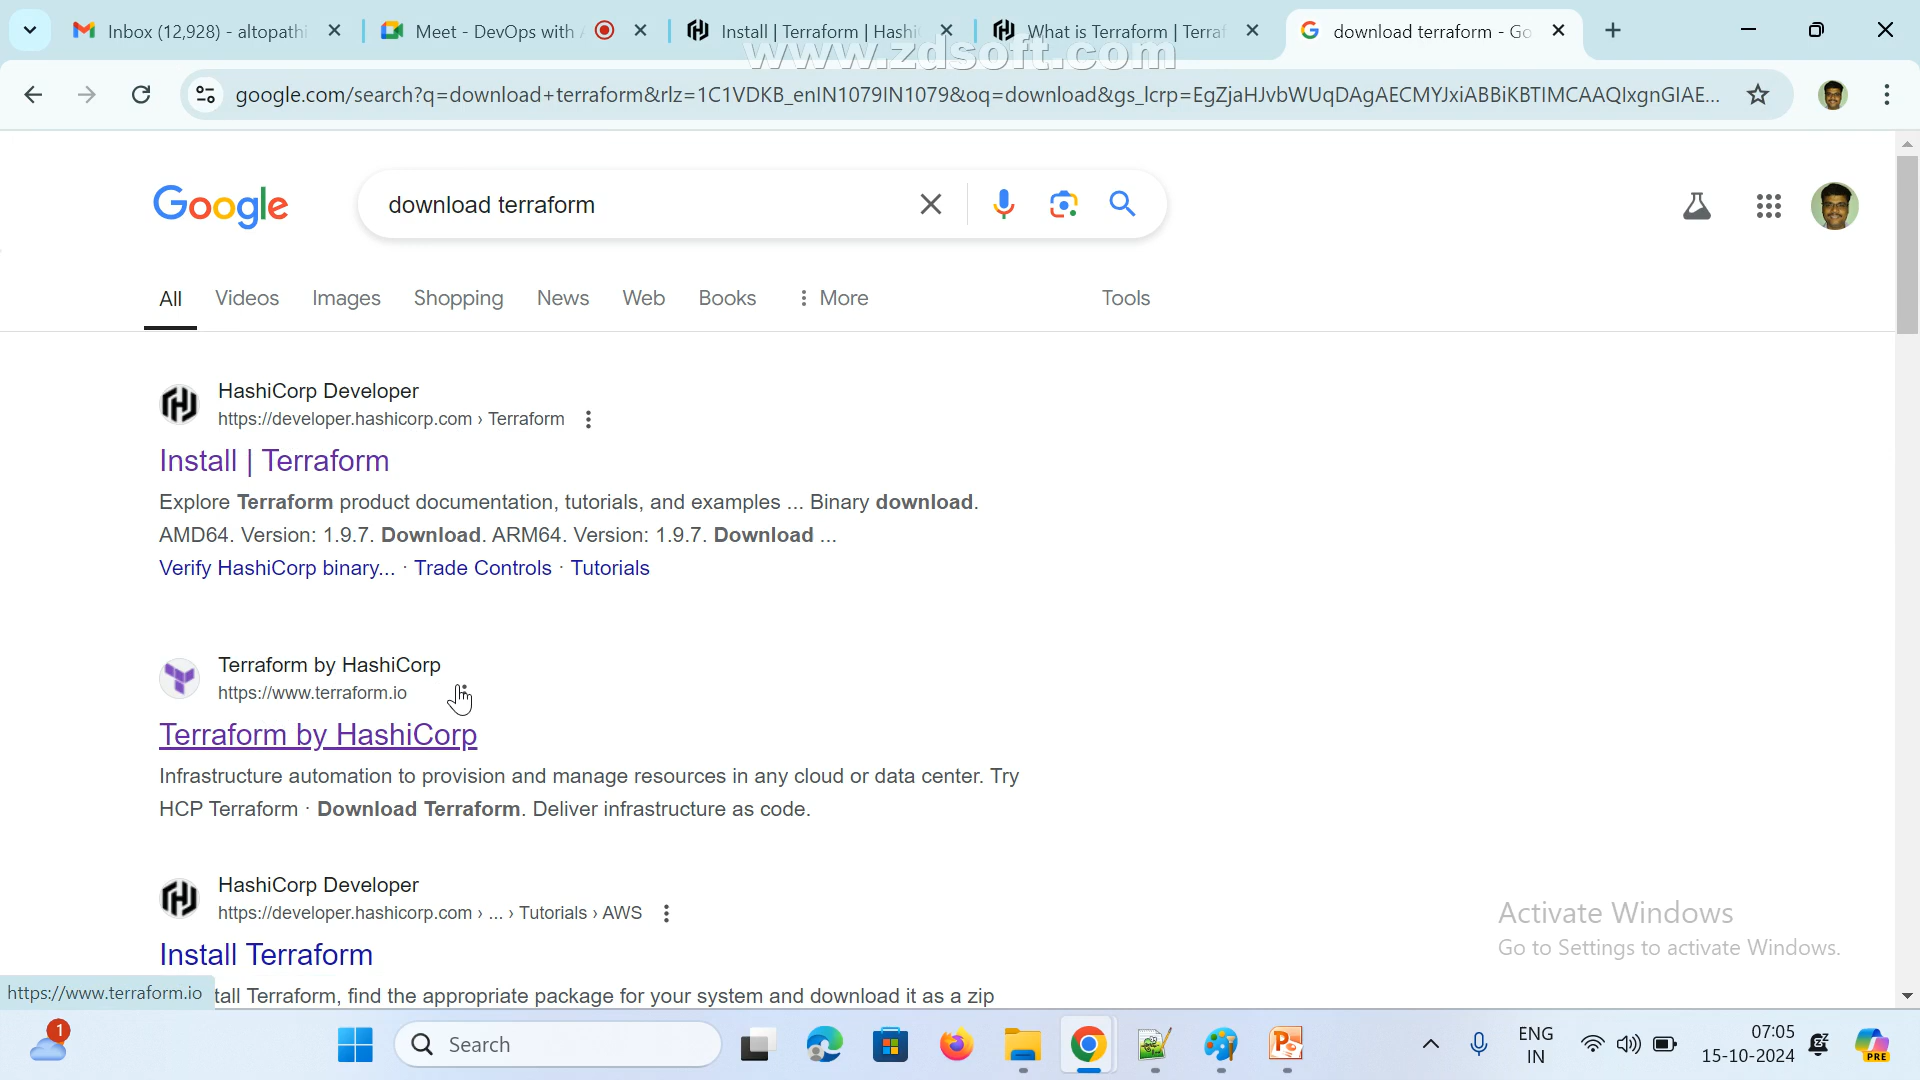 Inbox (12,928) - altopathi
Meet - DevOps with
Install | Terraform | Hashi
What is Terraform | Terraf
download terraform - Go
www.zdsoft.com
google.com/search?q=download+terraform&rlz=1C1VDKB_enIN1079IN1079&oq=download&gs_lcrp=EgZjaHJvbWUqDAgAECMYJxiABBiKBTIMCAAQIxgnGIAE...
Google
download terraform
All Videos Images Shopping News Web Books More Tools
HashiCorp Developer
https://developer.hashicorp.com › Terraform
Install | Terraform
Explore Terraform product documentation, tutorials, and examples ... Binary download.
AMD64. Version: 1.9.7. Download. ARM64. Version: 1.9.7. Download ...
Verify HashiCorp binary... · Trade Controls · Tutorials
Terraform by HashiCorp
https://www.terraform.io
Terraform by HashiCorp
Infrastructure automation to provision and manage resources in any cloud or data center. Try
HCP Terraform · Download Terraform. Deliver infrastructure as code.
HashiCorp Developer
https://developer.hashicorp.com › ... › Tutorials › AWS
Install Terraform
tall Terraform, find the appropriate package for your system and download it as a zip
Activate Windows
Go to Settings to activate Windows.
https://www.terraform.io
1
Search
ENG
IN
07:05
15-10-2024
PRE